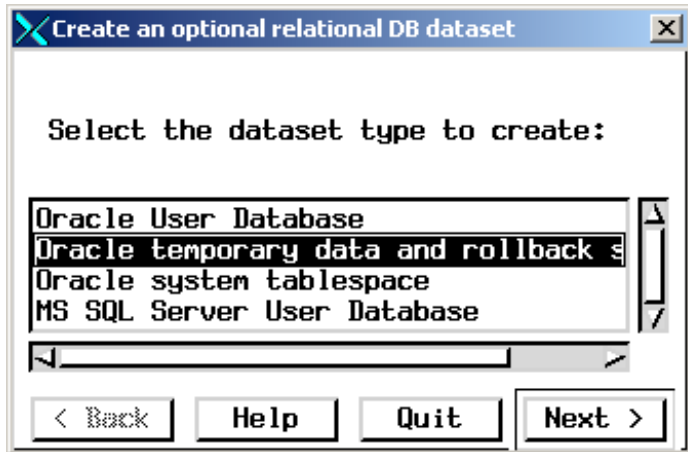 Create an optional relational DB dataset
Select the dataset type to create:
Oracle User Database
Oracle temporary data and rollback s
Oracle system tablespace
MS SQL Server User Database
< Back Help Quit Next >